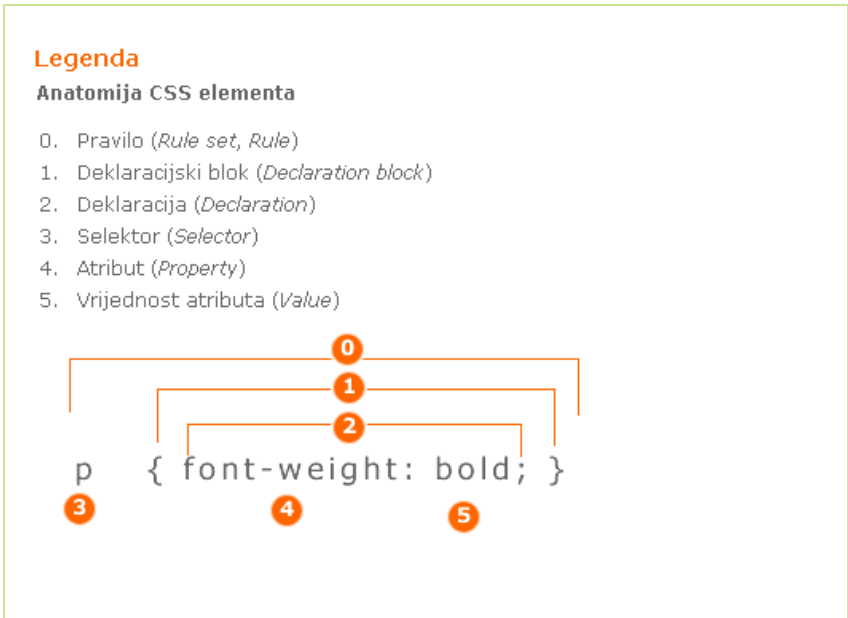 Legenda
Anatomija CSS elementa
0. Pravilo (Rule set, Rule)
1. Deklaracijski blok (Declaration block)
2. Deklaracija (Declaration)
3. Selektor (Selector)
4. Atribut (Property)
5. Vrijednost atributa (Value)
0
1
2
p { font-weight: bold; }
3 4 5